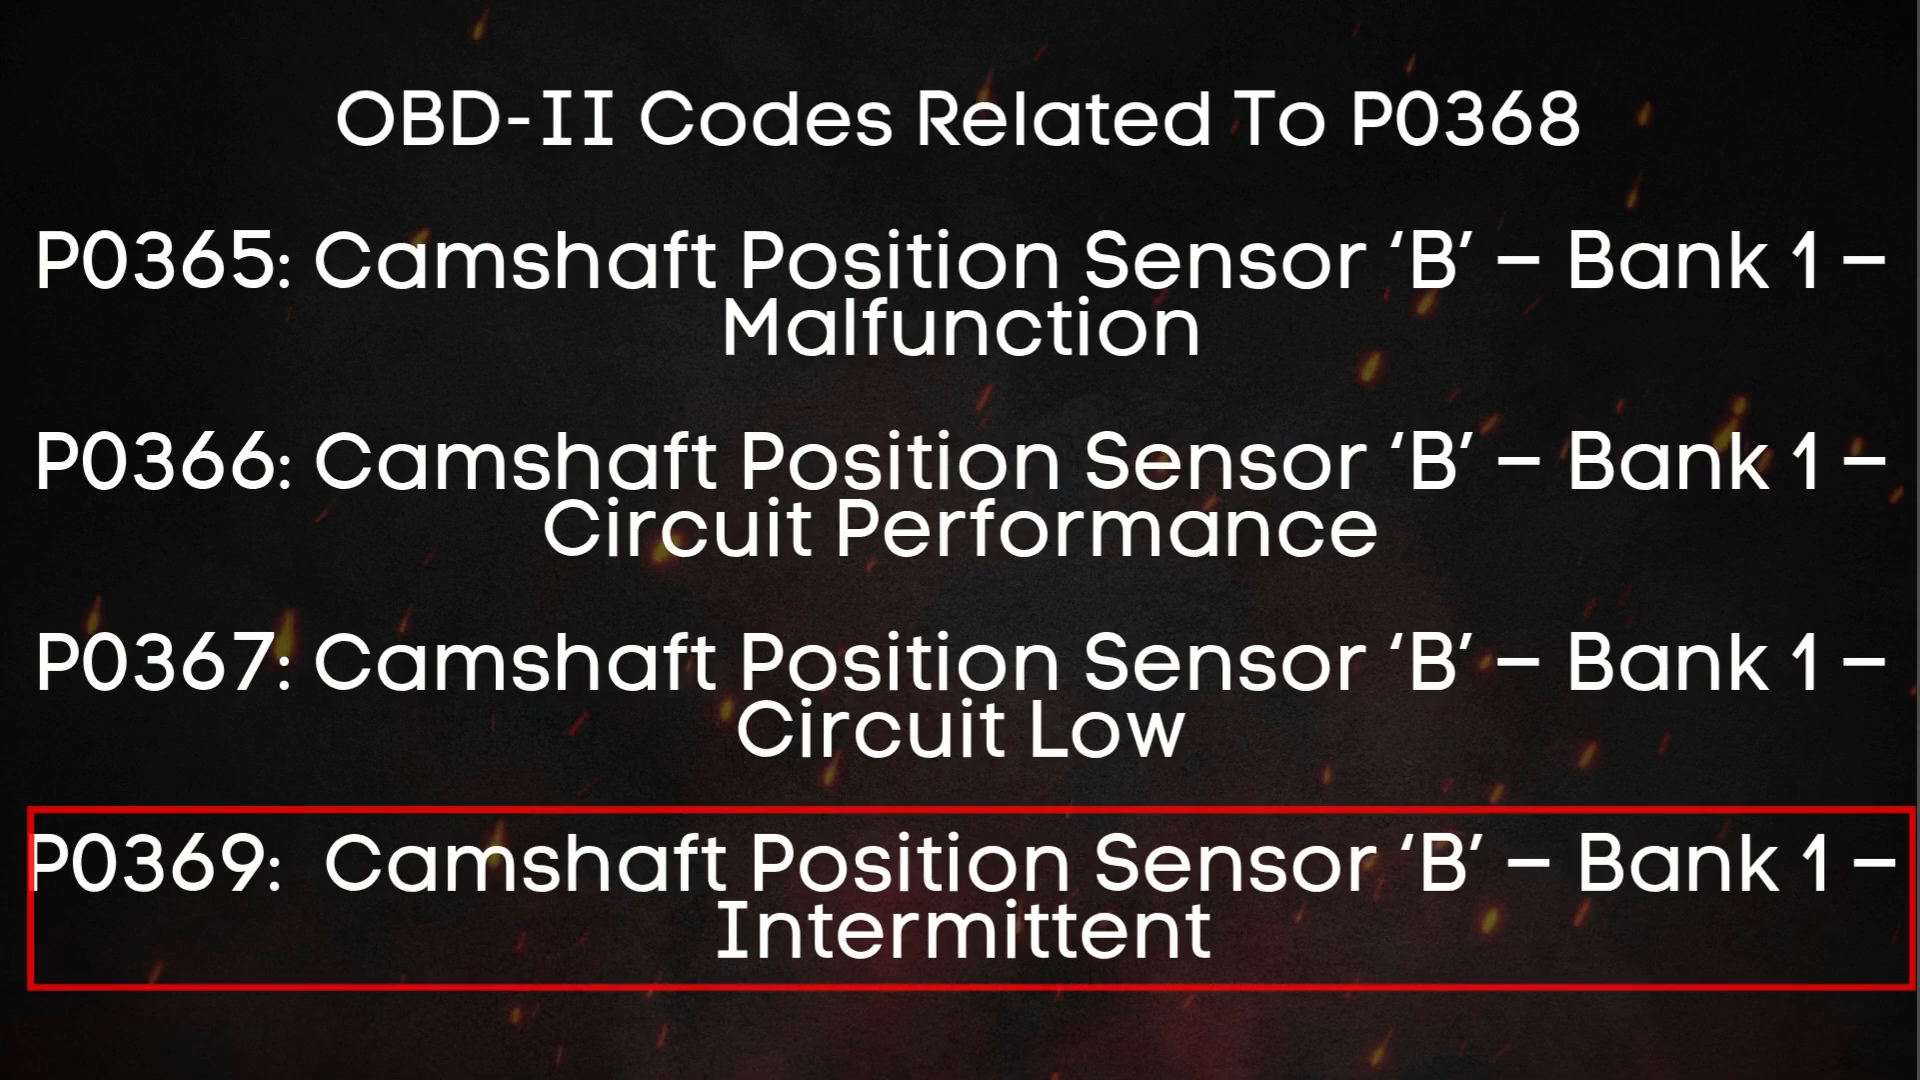 OBD-II Codes Related To P0368
P0365: Camshaft Position Sensor ‘B’ – Bank 1 –
Malfunction
P0366: Camshaft Position Sensor ‘B’ – Bank 1 –
Circuit Performance
P0367: Camshaft Position Sensor ‘B’ – Bank 1 –
Circuit Low
P0369: Camshaft Position Sensor ‘B’ – Bank 1 –
Intermittent